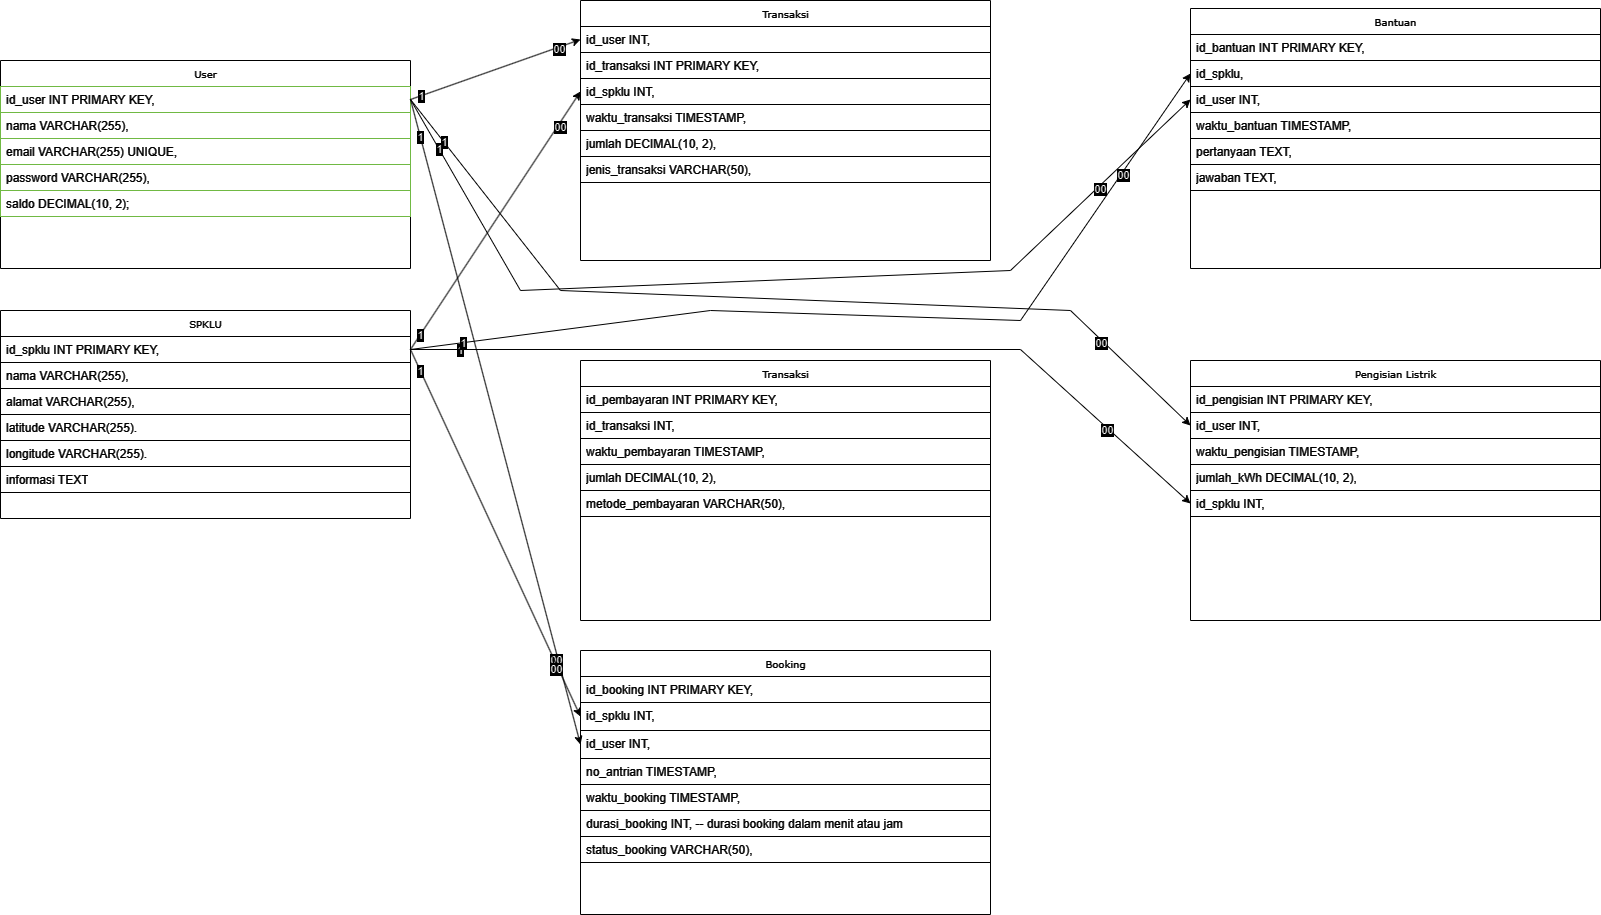 User
id_user INT PRIMARY KEY,
nama VARCHAR(255),
email VARCHAR(255) UNIQUE,
password VARCHAR(255),
saldo DECIMAL(10, 2);
SPKLU
id_spklu INT PRIMARY KEY,
nama VARCHAR(255),
alamat VARCHAR(255),
latitude VARCHAR(255).
longitude VARCHAR(255).
informasi TEXT
1
1
1
1
1
1
1
1
00
00
00
00
Transaksi
id_user INT,
id_transaksi INT PRIMARY KEY,
id_spklu INT,
waktu_transaksi TIMESTAMP,
jumlah DECIMAL(10, 2),
jenis_transaksi VARCHAR(50),
Transaksi
id_pembayaran INT PRIMARY KEY,
id_transaksi INT,
waktu_pembayaran TIMESTAMP,
jumlah DECIMAL(10, 2),
metode_pembayaran VARCHAR(50),
Booking
id_booking INT PRIMARY KEY,
id_spklu INT,
id_user INT,
no_antrian TIMESTAMP,
waktu_booking TIMESTAMP,
durasi_booking INT, -- durasi booking dalam menit atau jam
status_booking VARCHAR(50),
00
00
00
00
Bantuan
id_bantuan INT PRIMARY KEY,
id_spklu,
id_user INT,
waktu_bantuan TIMESTAMP,
pertanyaan TEXT,
jawaban TEXT,
Pengisian Listrik
id_pengisian INT PRIMARY KEY,
id_user INT,
waktu_pengisian TIMESTAMP,
jumlah_kWh DECIMAL(10, 2),
id_spklu INT,